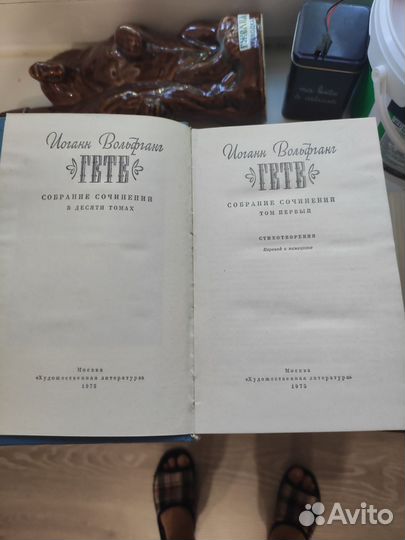 RIVIERA
Иоганн Вольфганг
ГЕТЕ
СОБРАНИЕ СОЧИНЕНИЙ
В ДЕСЯТИ ТОМАХ
Москва
«Художественная литература»
1975
Иоганн Вольфганг
ГЕТЕ
СОБРАНИЕ СОЧИНЕНИЙ
ТОМ ПЕРВЫЙ
СТИХОТВОРЕНИЯ
Перевод с немецкого
Москва
«Художественная литература»
1975
Avito